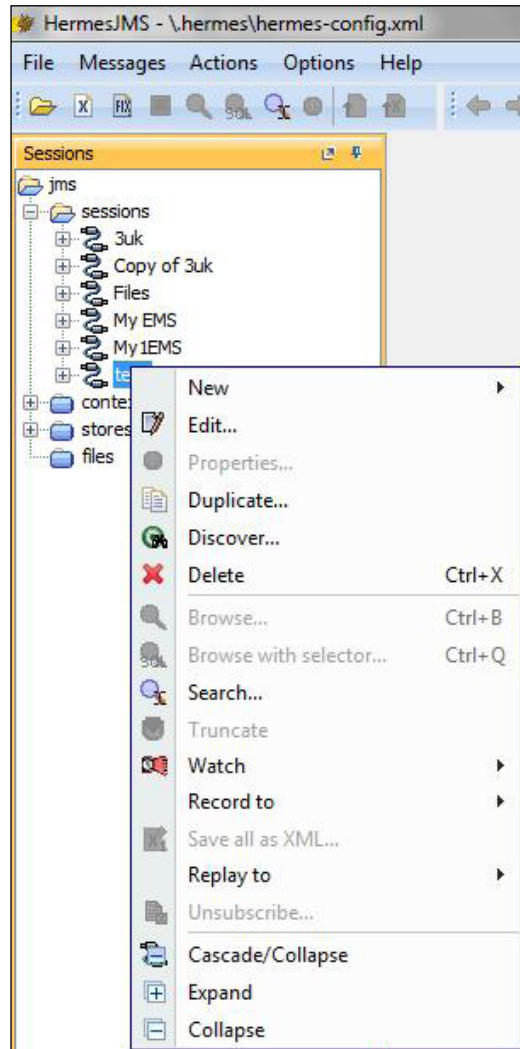 HermesJMS - \.hermes\hermes-config.xml
File Messages Actions Options Help
Sessions
jms
sessions
3uk
Copy of 3uk
Files
My EMS
My1EMS
stores
files
New
Edit...
Properties...
Duplicate...
Discover...
Delete Ctrl+X
Browse... Ctrl+B
Browse with selector... Ctrl+Q
Search...
Truncate
Watch
Record to
Save all as XML...
Replay to
Unsubscribe...
Cascade/Collapse
Expand
Collapse